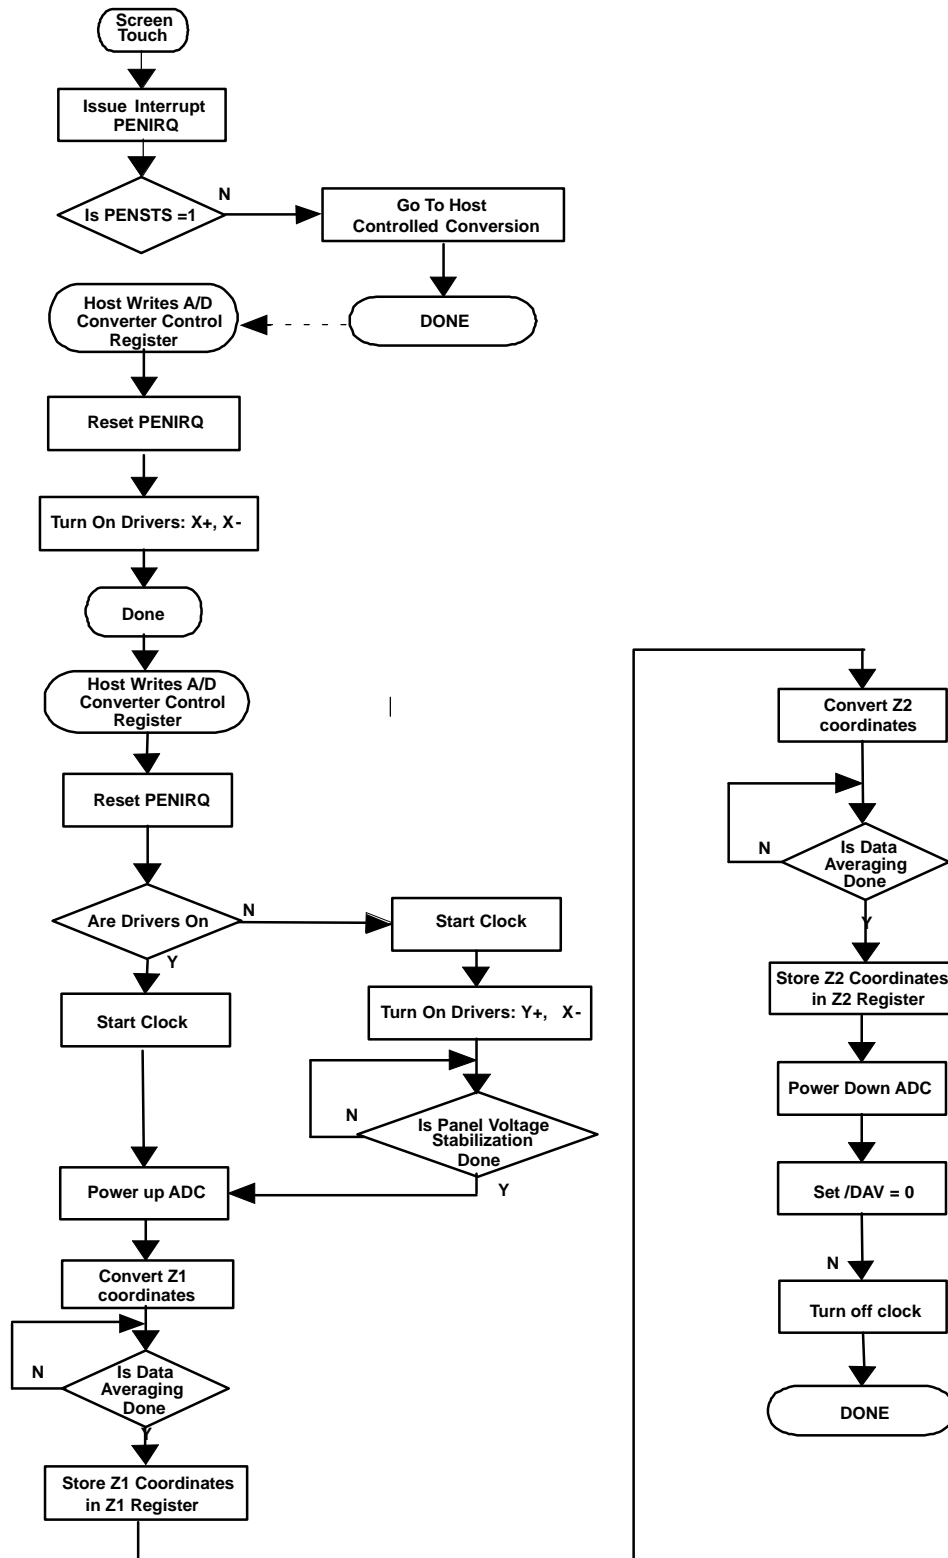 Screen
Touch
Issue Interrupt
PENIRQ
Is PENSTS =1
N
Go To Host
Controlled Conversion
DONE
Host Writes A/D
Converter Control
Register
Reset PENIRQ
Turn On Drivers: X+, X-
Done
Host Writes A/D
Converter Control
Register
Reset PENIRQ
Are Drivers On
N
Y
Start Clock
Start Clock
Turn On Drivers: Y+, X-
N
Is Panel Voltage
Stabilization
Done
Y
Power up ADC
Convert Z1
coordinates
N
Is Data
Averaging
Done
Y
Store Z1 Coordinates
in Z1 Register
Convert Z2
coordinates
N
Is Data
Averaging
Done
Y
Store Z2 Coordinates
in Z2 Register
Power Down ADC
Set /DAV = 0
N
Turn off clock
DONE